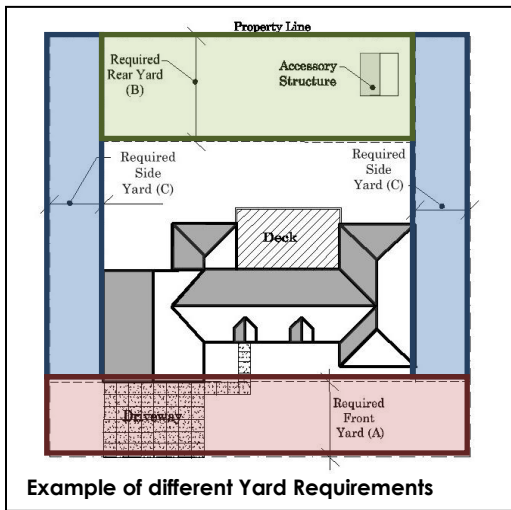 Property Line
Required
Rear Yard
(B)
Accessory
Structure
Required
Side
Yard (C)
Required
Side
Yard (C)
Deck
Driveway
Required
Front
Yard (A)
Example of different Yard Requirements